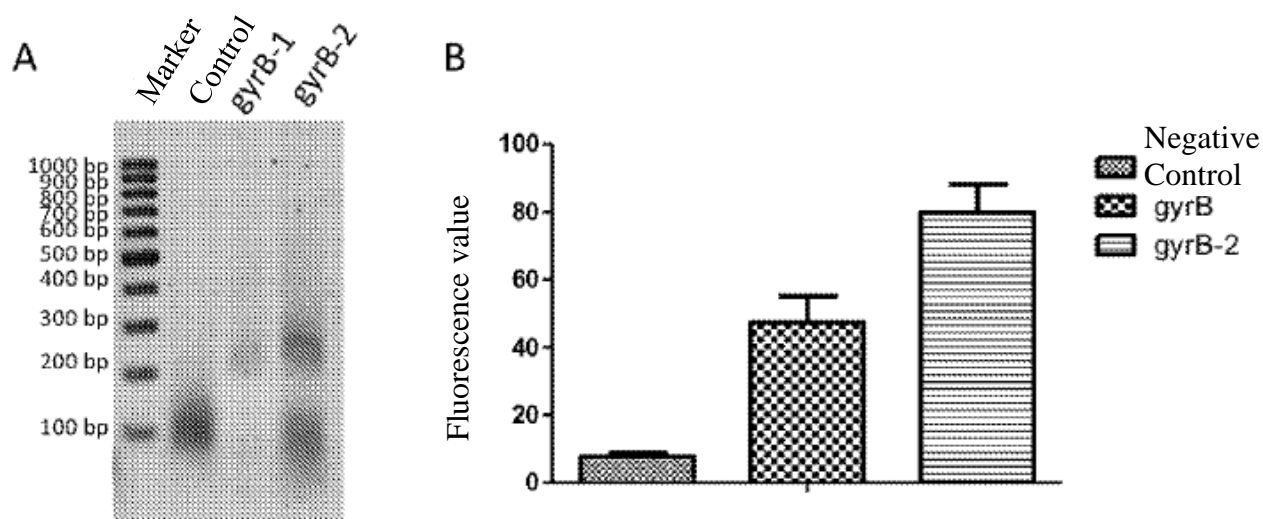 A
Marker
Control
gyrB-1
gyrB-2
1000 bp
900 bp
800 bp
700 bp
600 bp
500 bp
400 bp
300 bp
200 bp
100 bp
B
Fluorescence value
100
80
60
40
20
0
Negative
Control
gyrB
gyrB-2